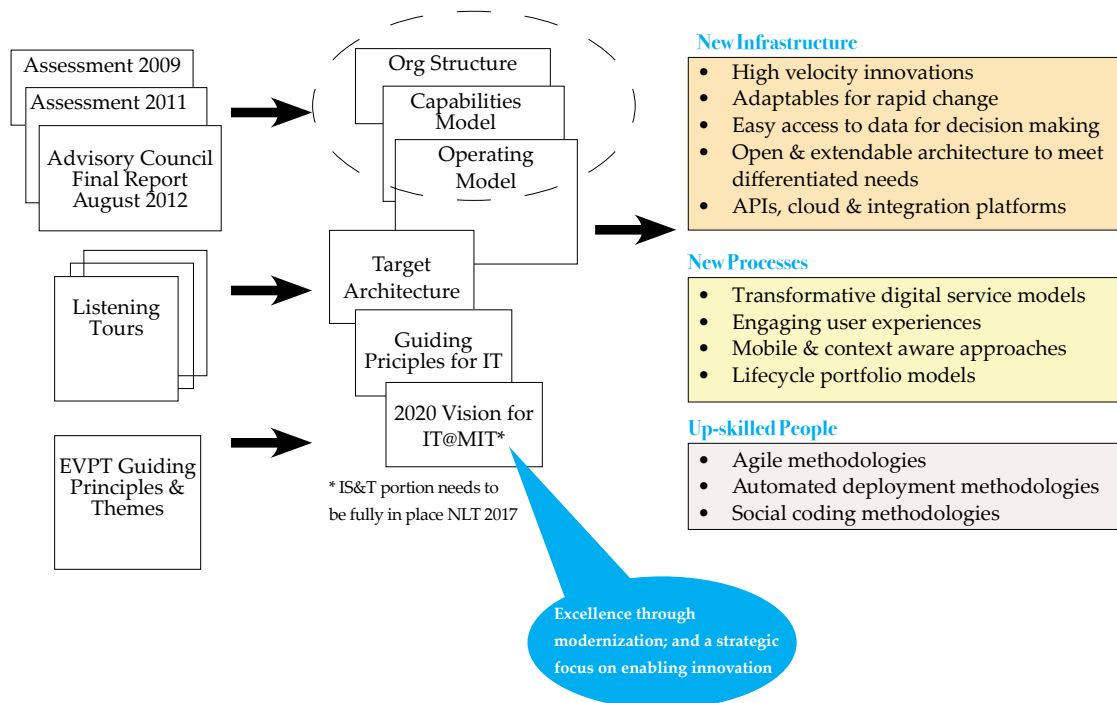 Assessment 2009
Assessment 2011
Advisory Council
Final Report
August 2012
Listening
Tours
EVPT Guiding
Principles &
Themes
Org Structure
Capabilities
Model
Operating
Model
Target
Architecture
Guiding
Priciples for IT
2020 Vision for
IT@MIT*
* IS&T portion needs to
be fully in place NLT 2017
Excellence through
modernization; and a strategic
focus on enabling innovation
New Infrastructure
• High velocity innovations
• Adaptables for rapid change
• Easy access to data for decision making
• Open & extendable architecture to meet
differentiated needs
• APIs, cloud & integration platforms
New Processes
• Transformative digital service models
• Engaging user experiences
• Mobile & context aware approaches
• Lifecycle portfolio models
Up-skilled People
• Agile methodologies
• Automated deployment methodologies
• Social coding methodologies